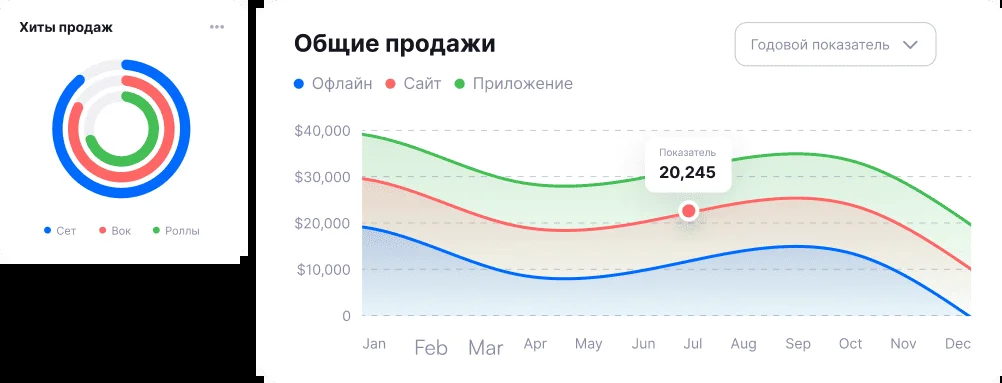 Хиты продаж
Сет Вок Роллы
Общие продажи
Годовой показатель
Офлайн Сайт Приложение
$40,000
$30,000
$20,000
$10,000
0
Показатель
20,245
Jan Feb Mar Apr May Jun Jul Aug Sep Oct Nov Dec